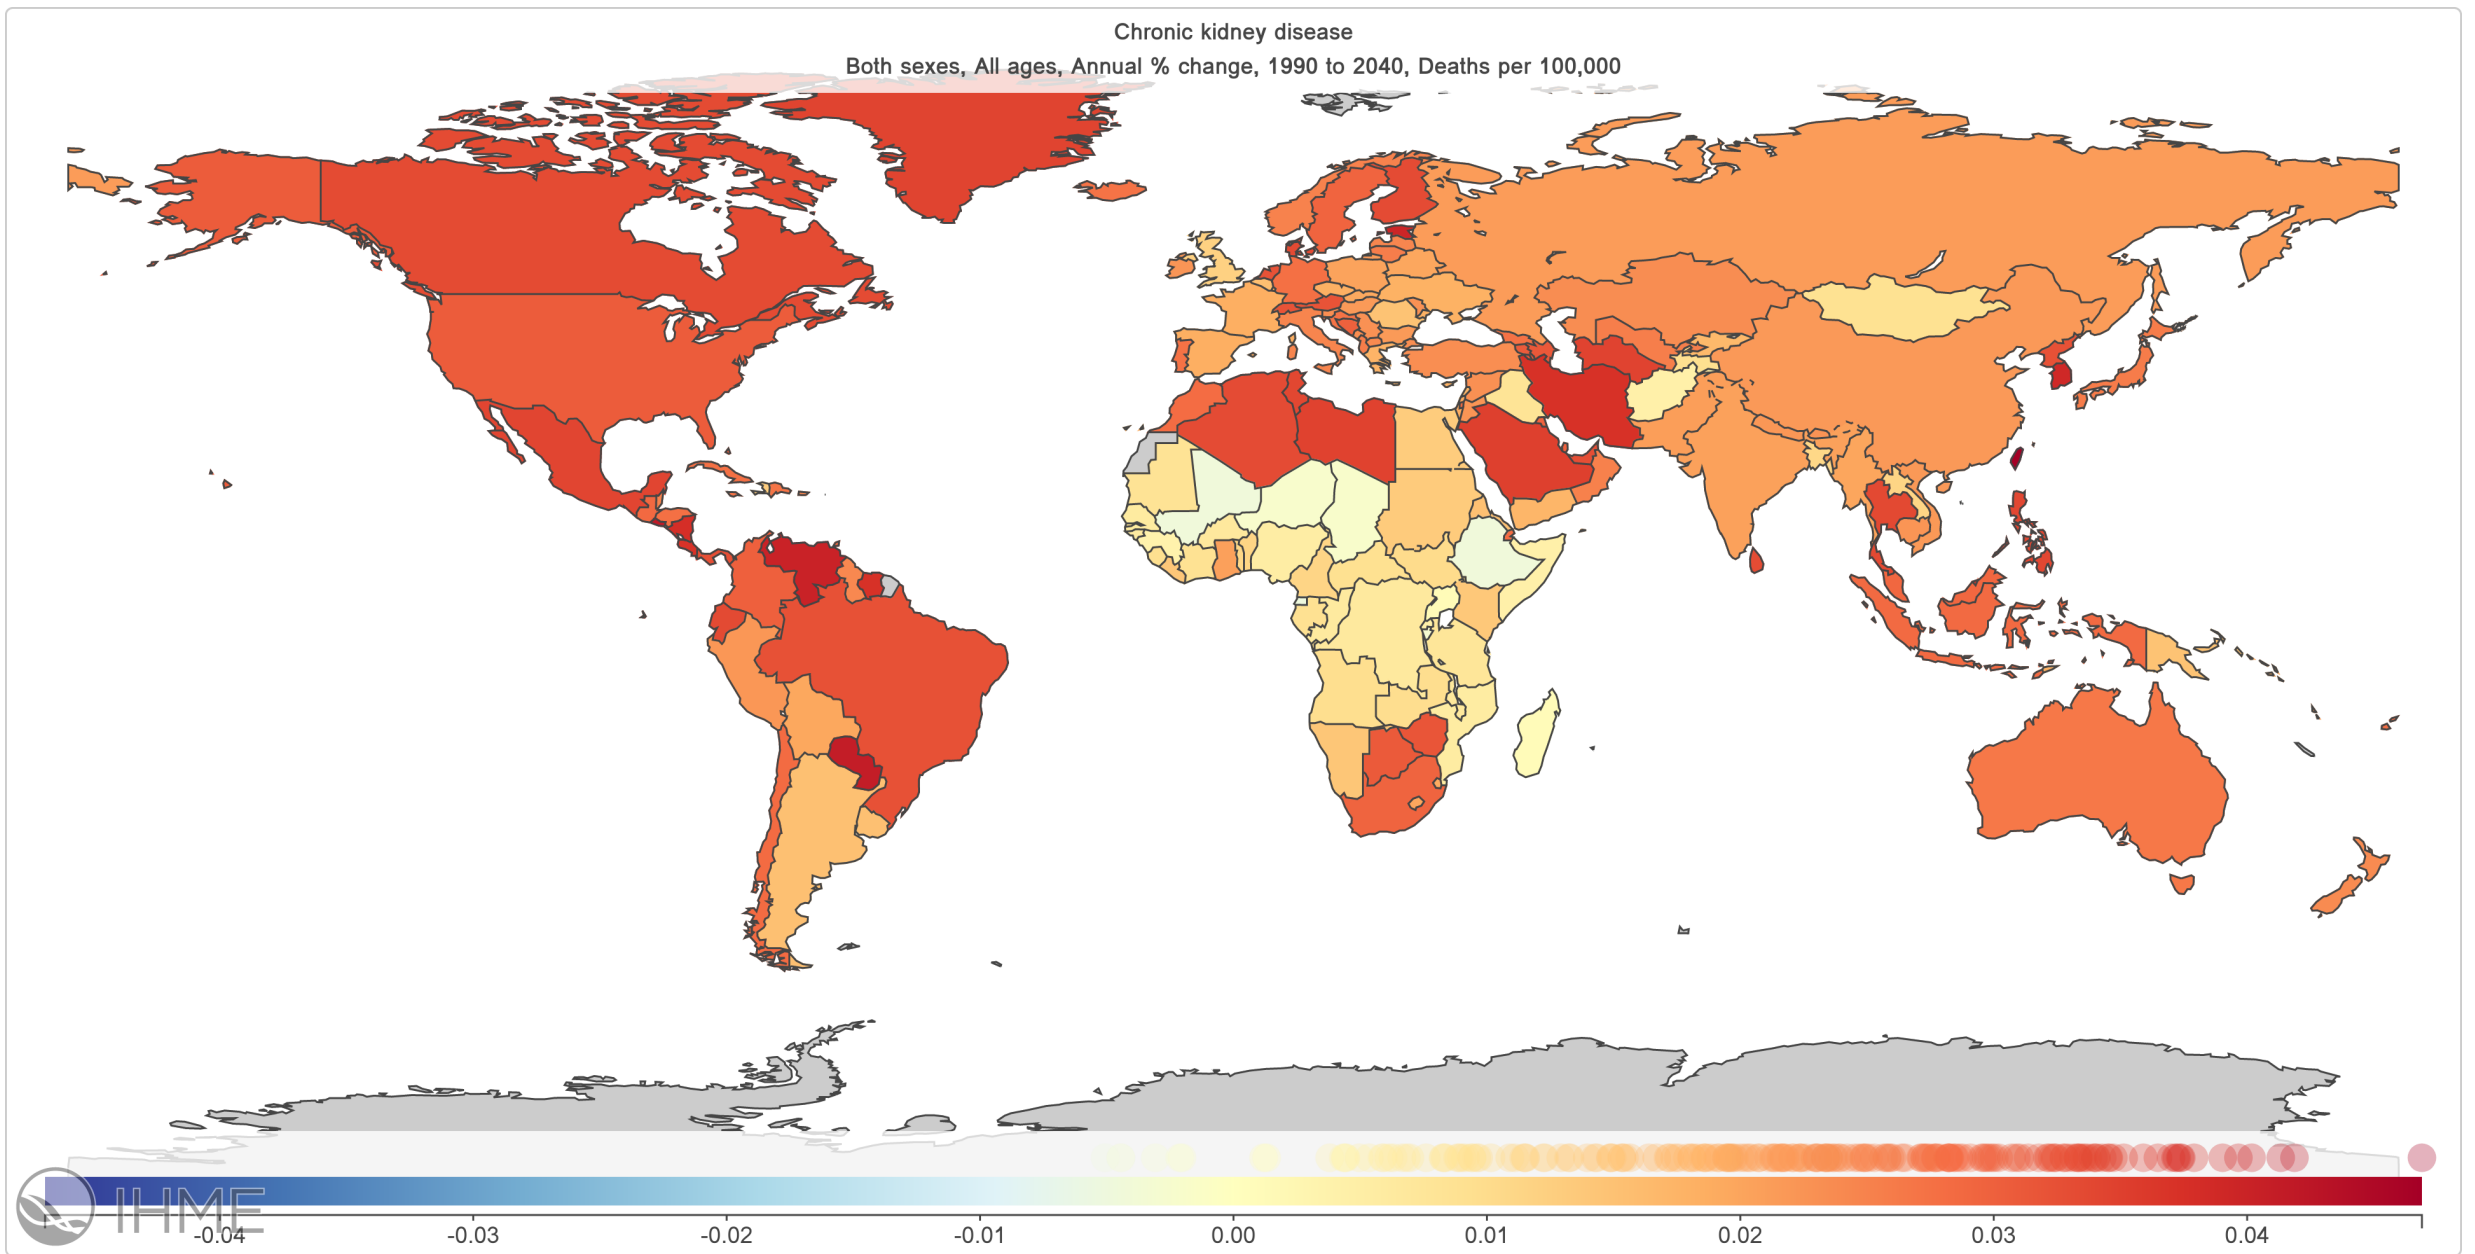 Chronic kidney disease
Both sexes, All ages, Annual % change, 1990 to 2040, Deaths per 100,000
IHME
-0.04 -0.03 -0.02 -0.01 0.00 0.01 0.02 0.03 0.04